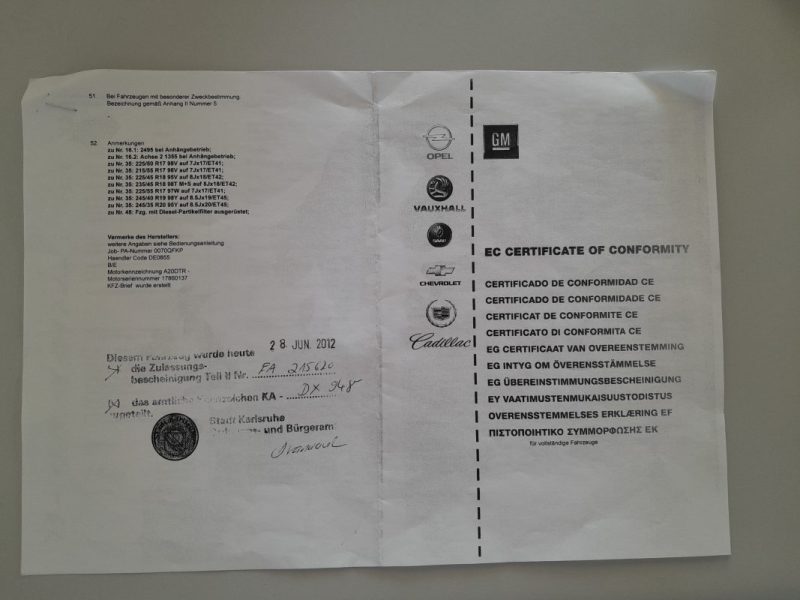 51. Bei Fahrzeugen mit besonderer Zweckbestimmung:
Bezeichnung gemäß Anhang II Nummer 5
52. Anmerkungen
zu Nr. 16.1: 2495 bei Anhängebetrieb;
zu Nr. 16.2: Achse 2 1355 bei Anhängebetrieb;
zu Nr. 35: 225/50 R17 98V auf 7Jx17/ET41;
zu Nr. 35: 215/55 R17 98V auf 7Jx17/ET41;
zu Nr. 35: 225/45 R18 95V auf 8Jx18/ET42;
zu Nr. 35: 235/45 R18 98T M+S auf 8Jx18/ET42;
zu Nr. 35: 225/55 R17 97W auf 7Jx17/ET41;
zu Nr. 35: 245/40 R19 98Y auf 8.5Jx19/ET45;
zu Nr. 35: 245/35 R20 95Y auf 8.5Jx20/ET45;
zu Nr. 48: Fzg. mit Diesel-Partikelfilter ausgerüstet;
Vermerke des Herstellers:
weitere Angaben siehe Bedienungsanleitung
Job- PA-Nummer 0070QFKP
Haendler Code DE0855
B/E
Motorkennzeichnung A20DTR -
Motorseriennummer 17860137
KFZ-Brief wurde erstellt
28. JUN. 2012
Diesem Fahrzeug wurde heute
die Zulassungs-
bescheinigung Teil II Nr. FA 215620
das amtliche Kennzeichen KA - DX 948
zugeteilt.
Stadt Karlsruhe
und Bürgeramt
OPEL
VAUXHALL
SAAB
CHEVROLET
Cadillac
GM
EC CERTIFICATE OF CONFORMITY
CERTIFICADO DE CONFORMIDAD CE
CERTIFICADO DE CONFORMIDADE CE
CERTIFICAT DE CONFORMITE CE
CERTIFICATO DI CONFORMITA CE
EG CERTIFICAAT VAN OVEREENSTEMMING
EG INTYG OM ÖVERENSSTÄMMELSE
EG ÜBEREINSTIMMUNGSBESCHEINIGUNG
EY VAATIMUSTENMUKAISUUSTODISTUS
OVERENSSTEMMELSES ERKLÆRING EF
ΠΙΣΤΟΠΟΙΗΤΙΚΟ ΣΥΜΜΟΡΦΩΣΗΣ ΕΚ
für vollständige Fahrzeuge